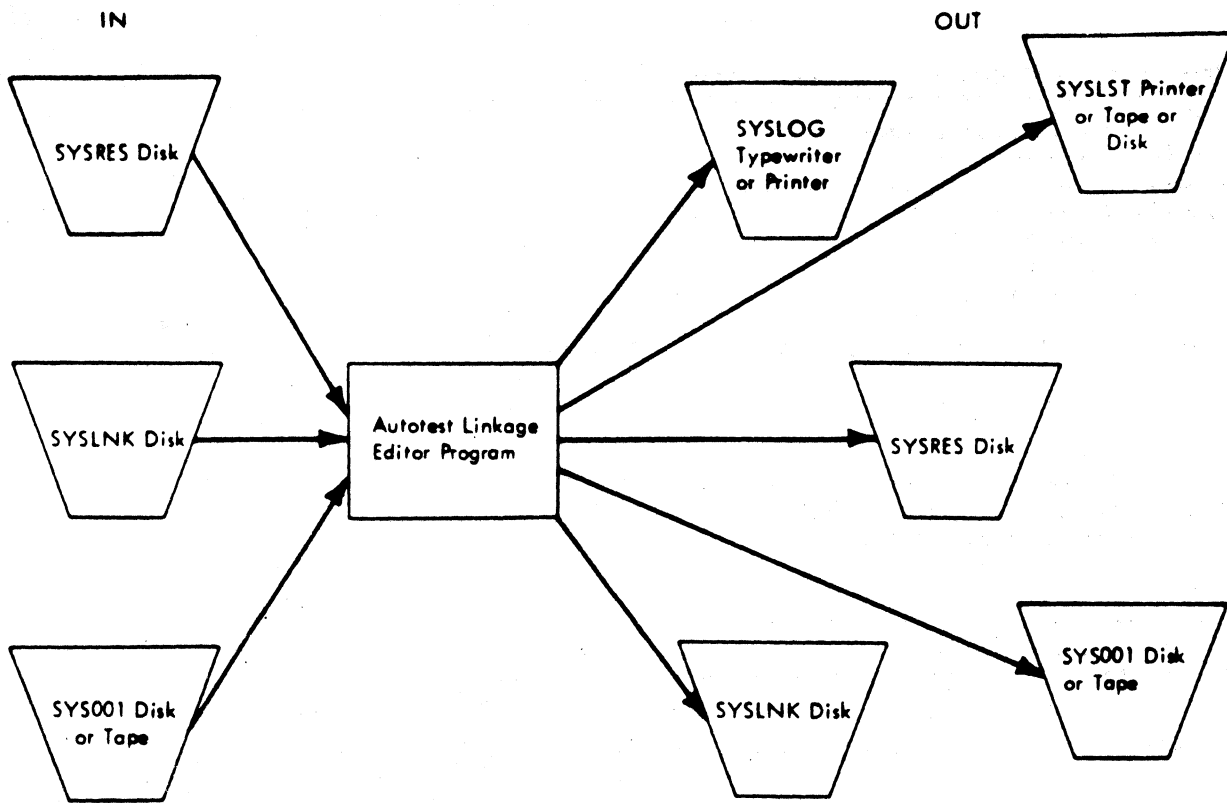 IN
OUT
SYSRES Disk
SYSLOG
Typewriter
or Printer
SYSLST Printer
or Tape or
Disk
SYSLNK Disk
Autotest Linkage
Editor Program
SYSRES Disk
SYS001 Disk
or Tape
SYSLNK Disk
SYS001 Disk
or Tape